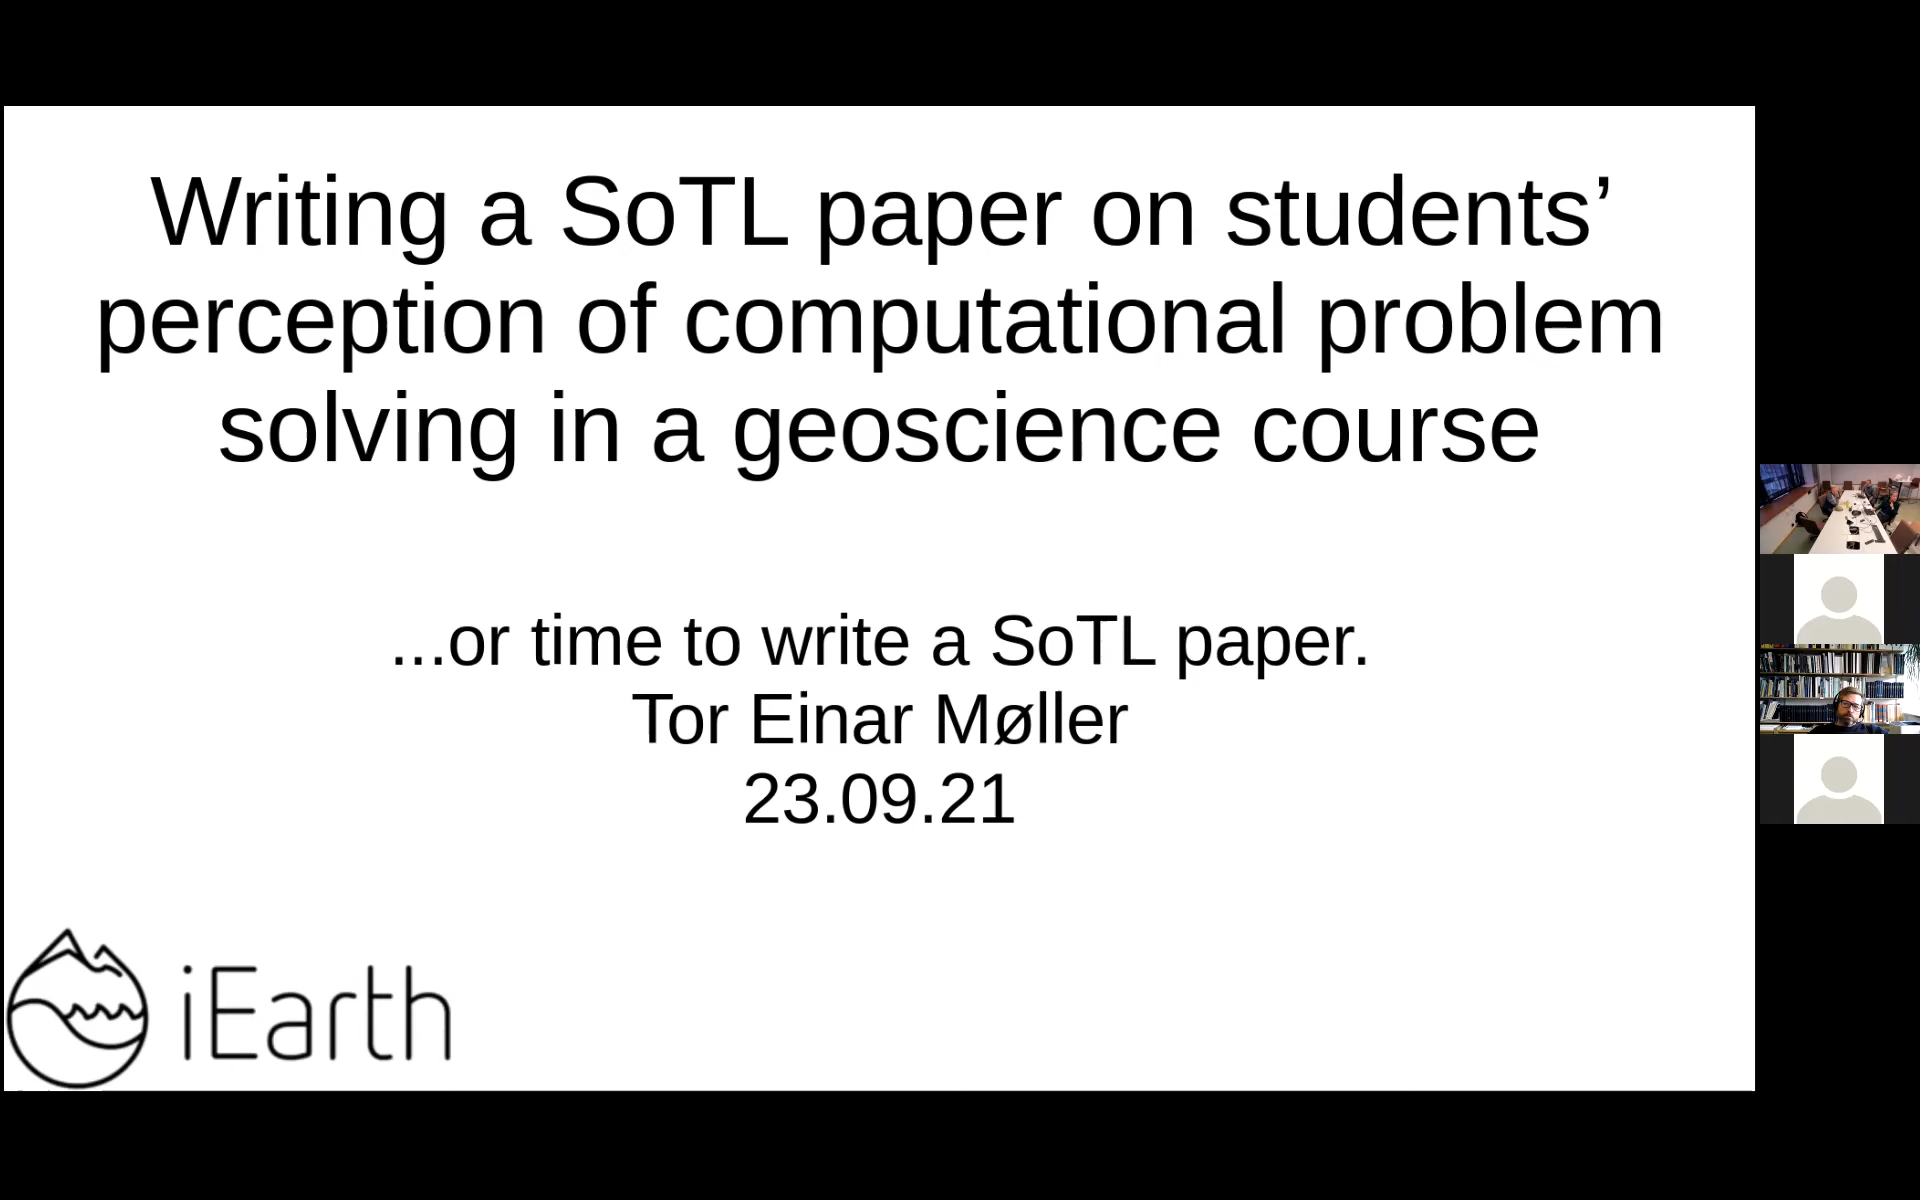 Writing a SoTL paper on students’
perception of computational problem
solving in a geoscience course
...or time to write a SoTL paper.
Tor Einar Møller
23.09.21
iEarth